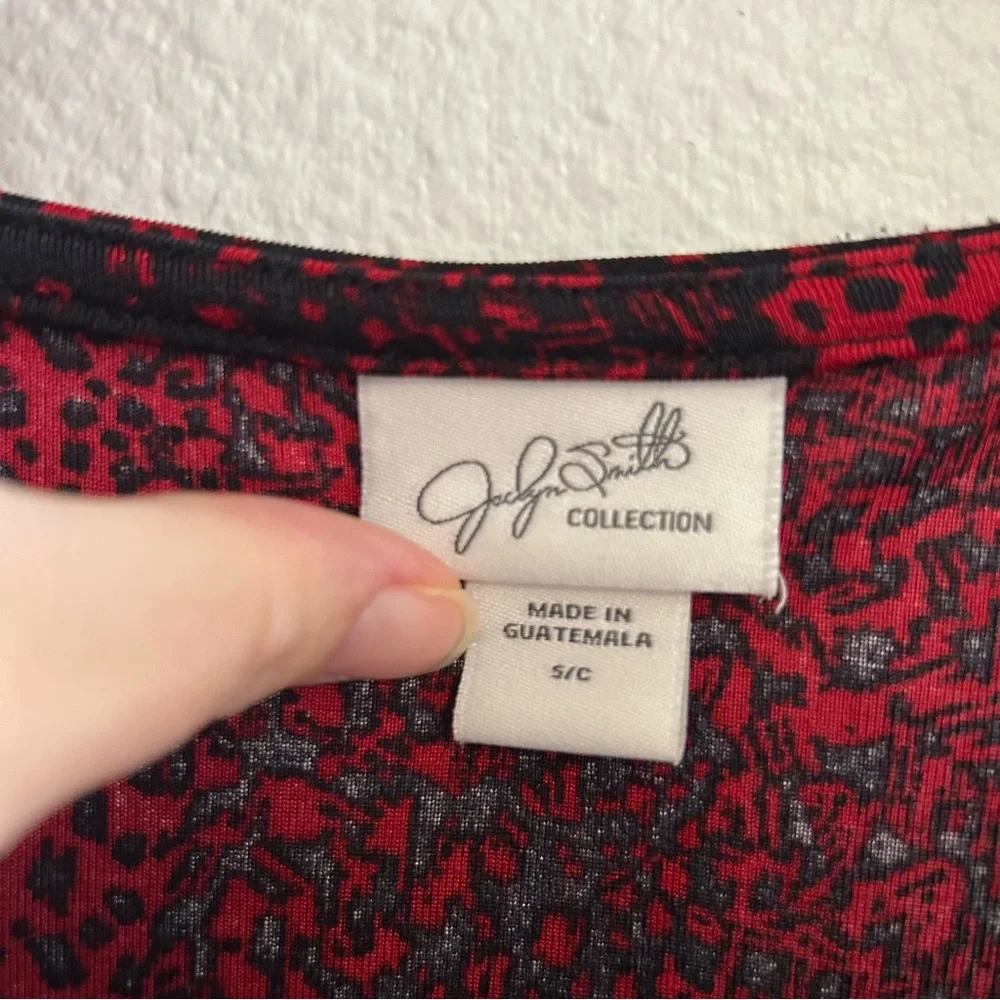 Jaclyn Smith
COLLECTION
MADE IN
GUATEMALA
S/C